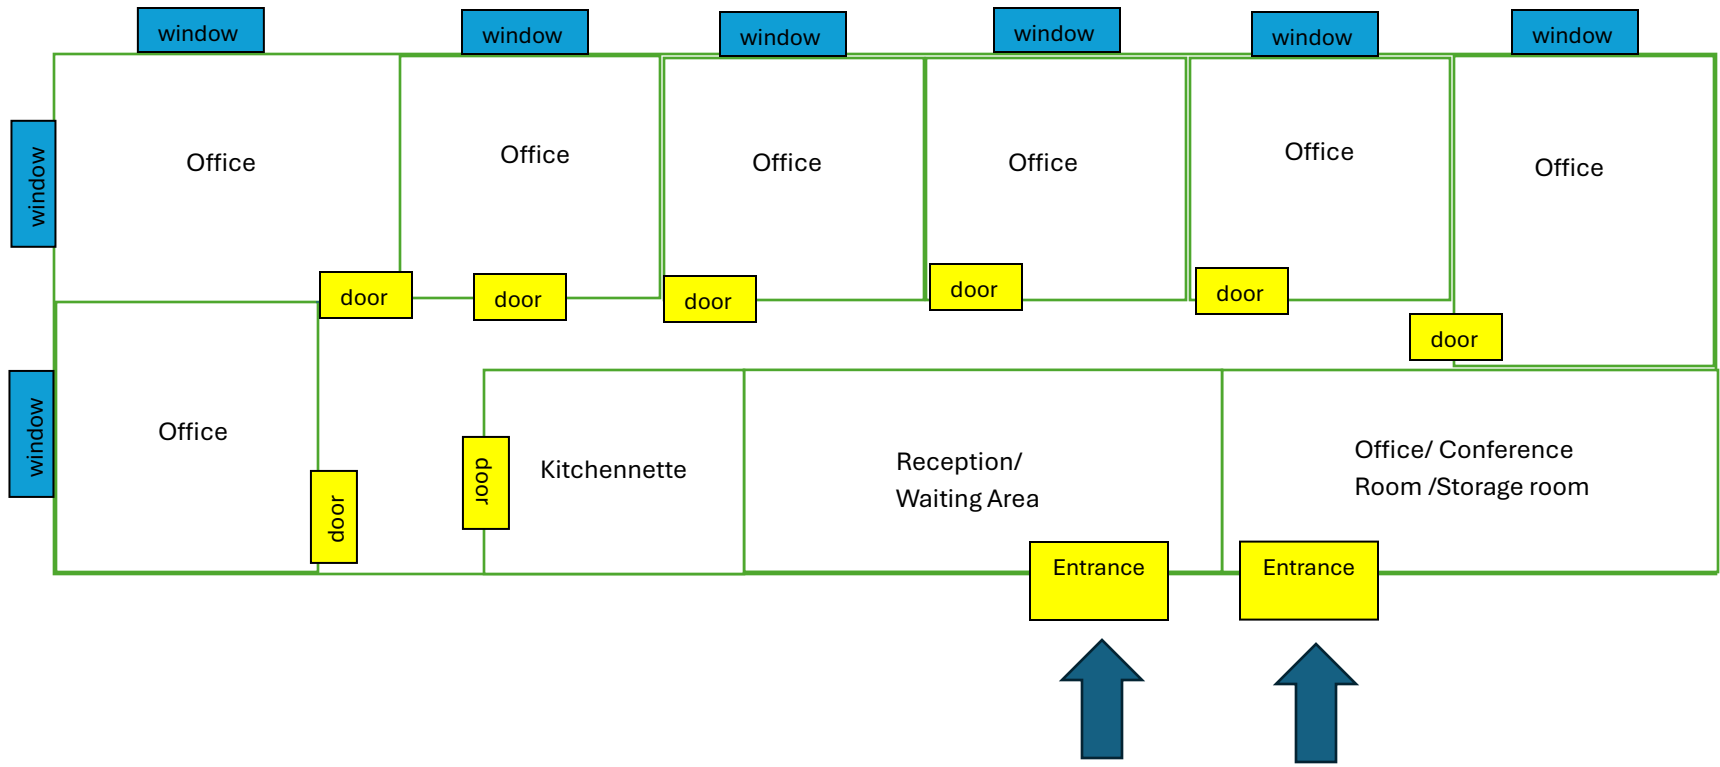 window
window
window
window
window
window
window
Office
Office
Office
Office
Office
Office
door
door
door
door
door
door
window
Office
door
door
Kitchennette
Reception/
Waiting Area
Office/ Conference
Room /Storage room
Entrance
Entrance